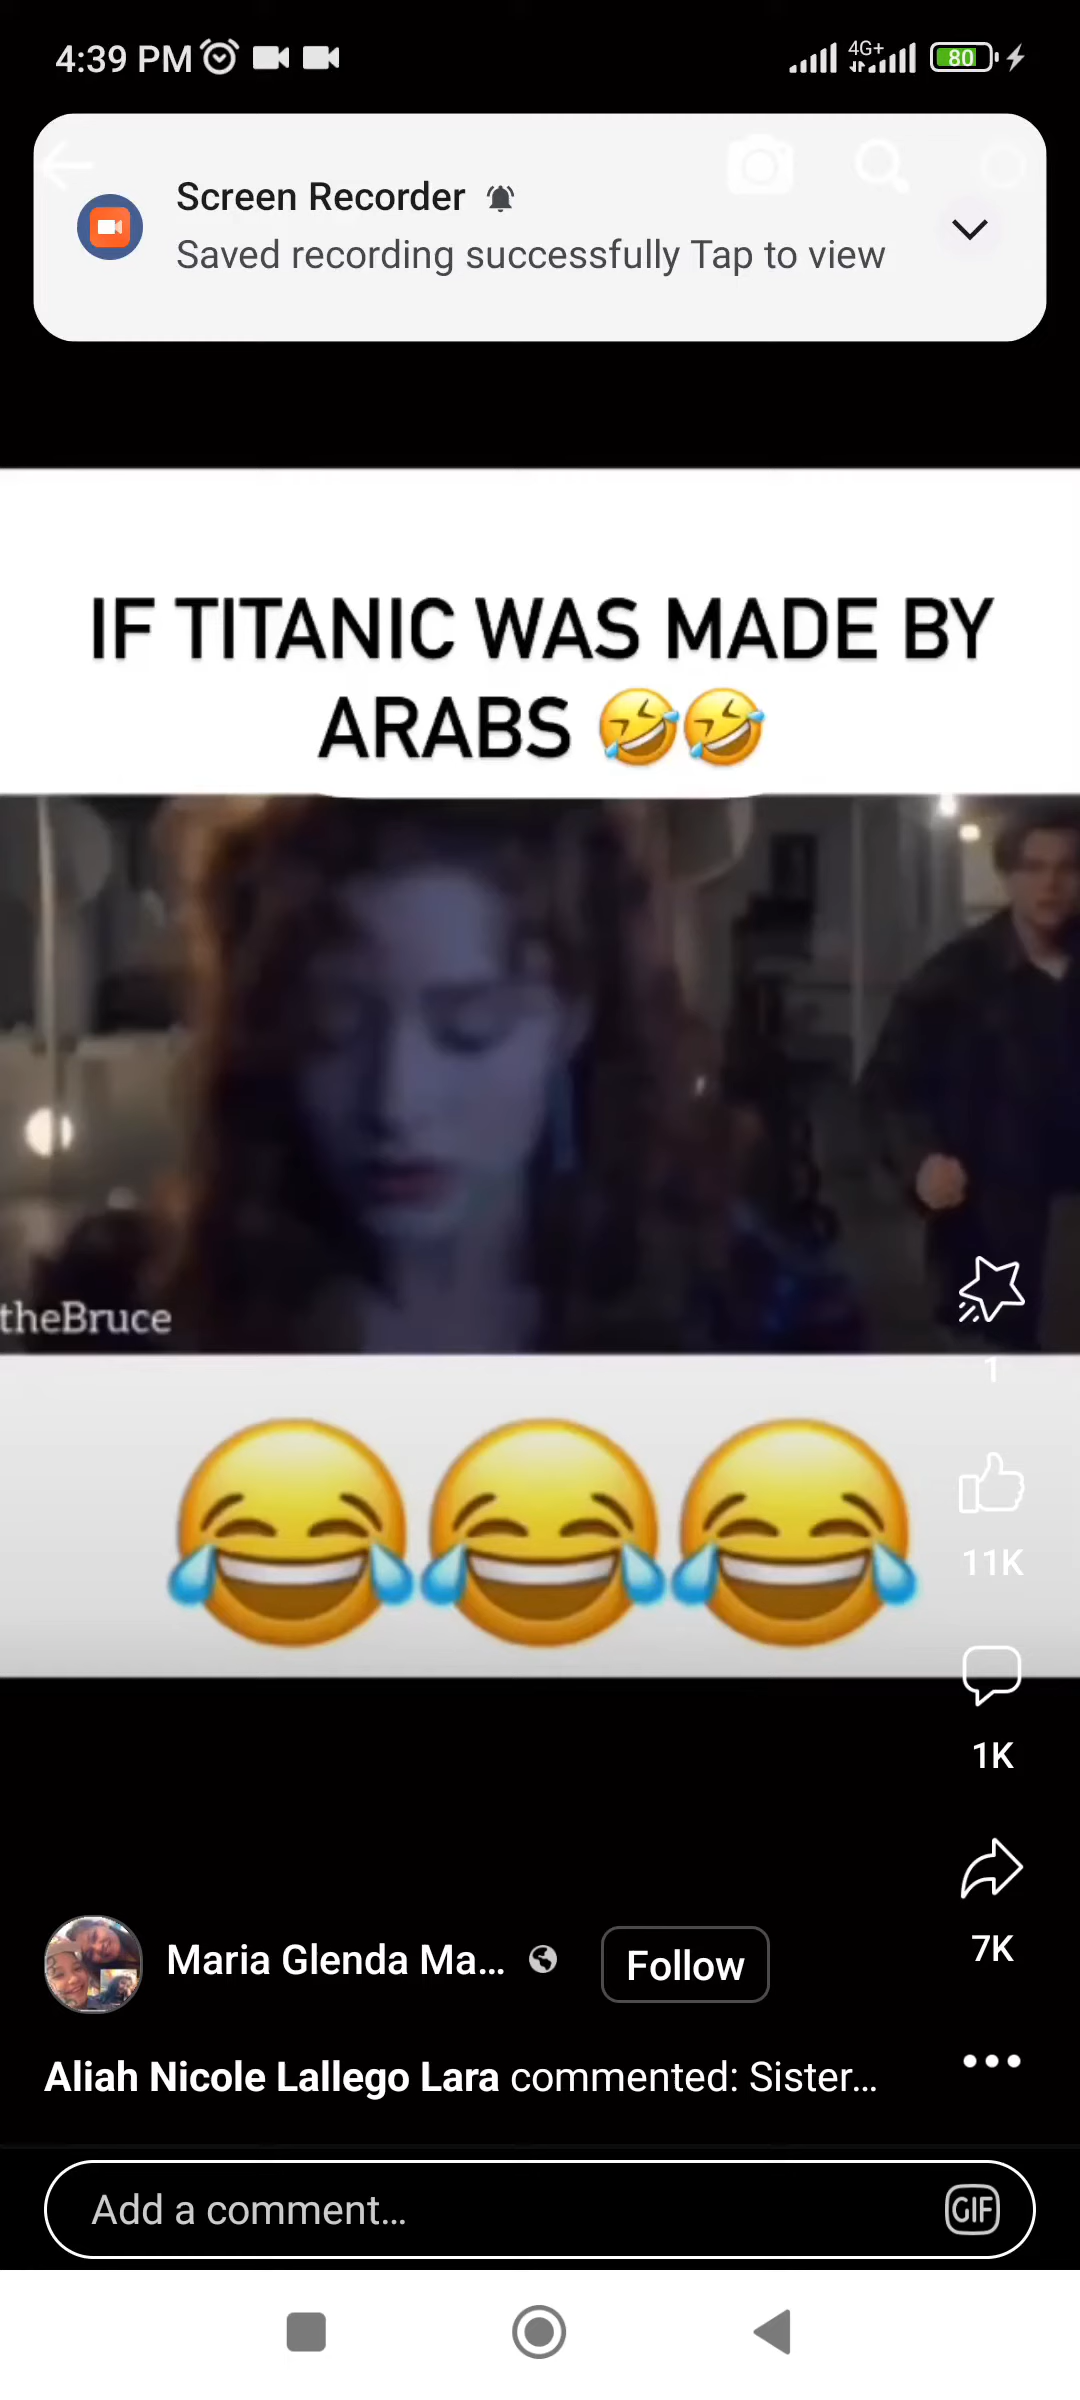 4:39 PM
4G+
80
Screen Recorder
Saved recording successfully Tap to view
IF TITANIC WAS MADE BY
ARABS 🤣🤣
theBruce
😂😂😂
1
11K
1K
7K
Maria Glenda Ma...
Follow
Aliah Nicole Lallego Lara commented: Sister...
Add a comment...
GIF